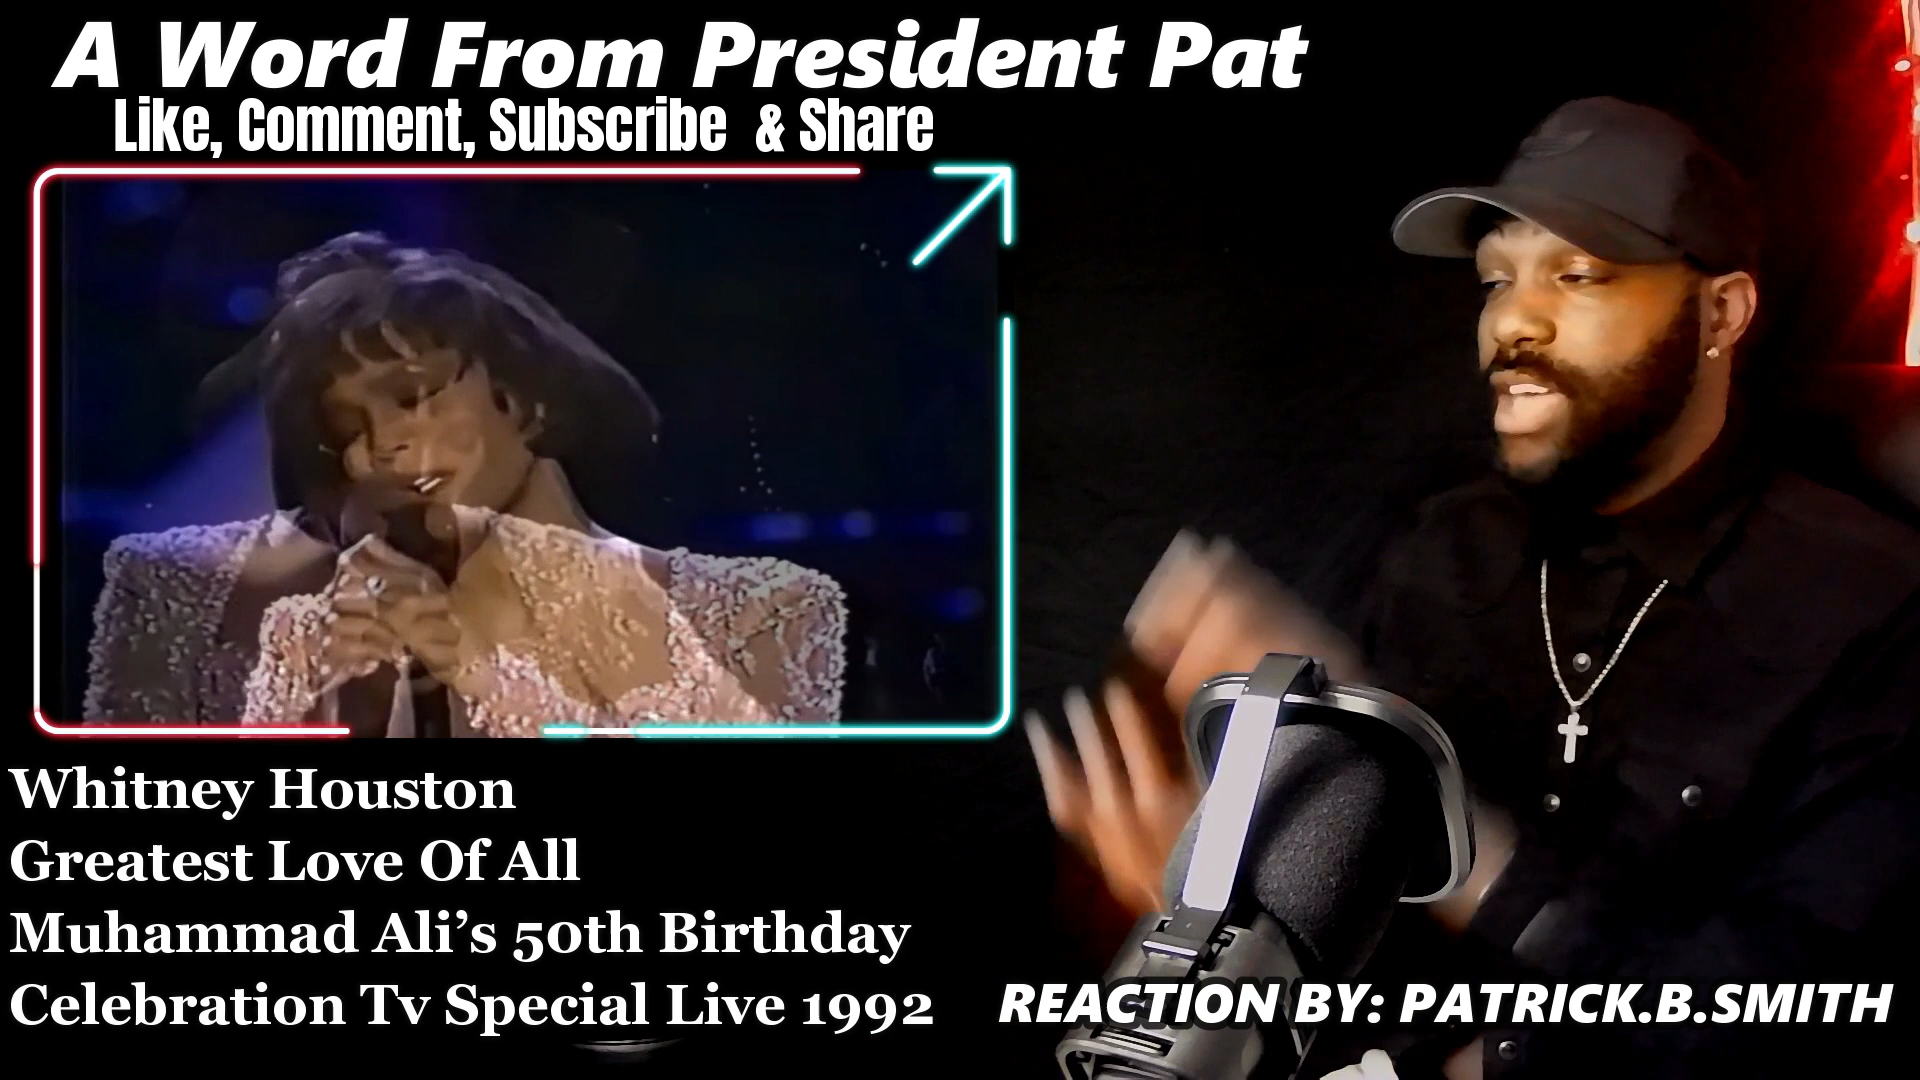 A Word From President Pat
Like, Comment, Subscribe & Share
Whitney Houston
Greatest Love Of All
Muhammad Ali’s 50th Birthday
Celebration Tv Special Live 1992
REACTION BY: PATRICK.B.SMITH